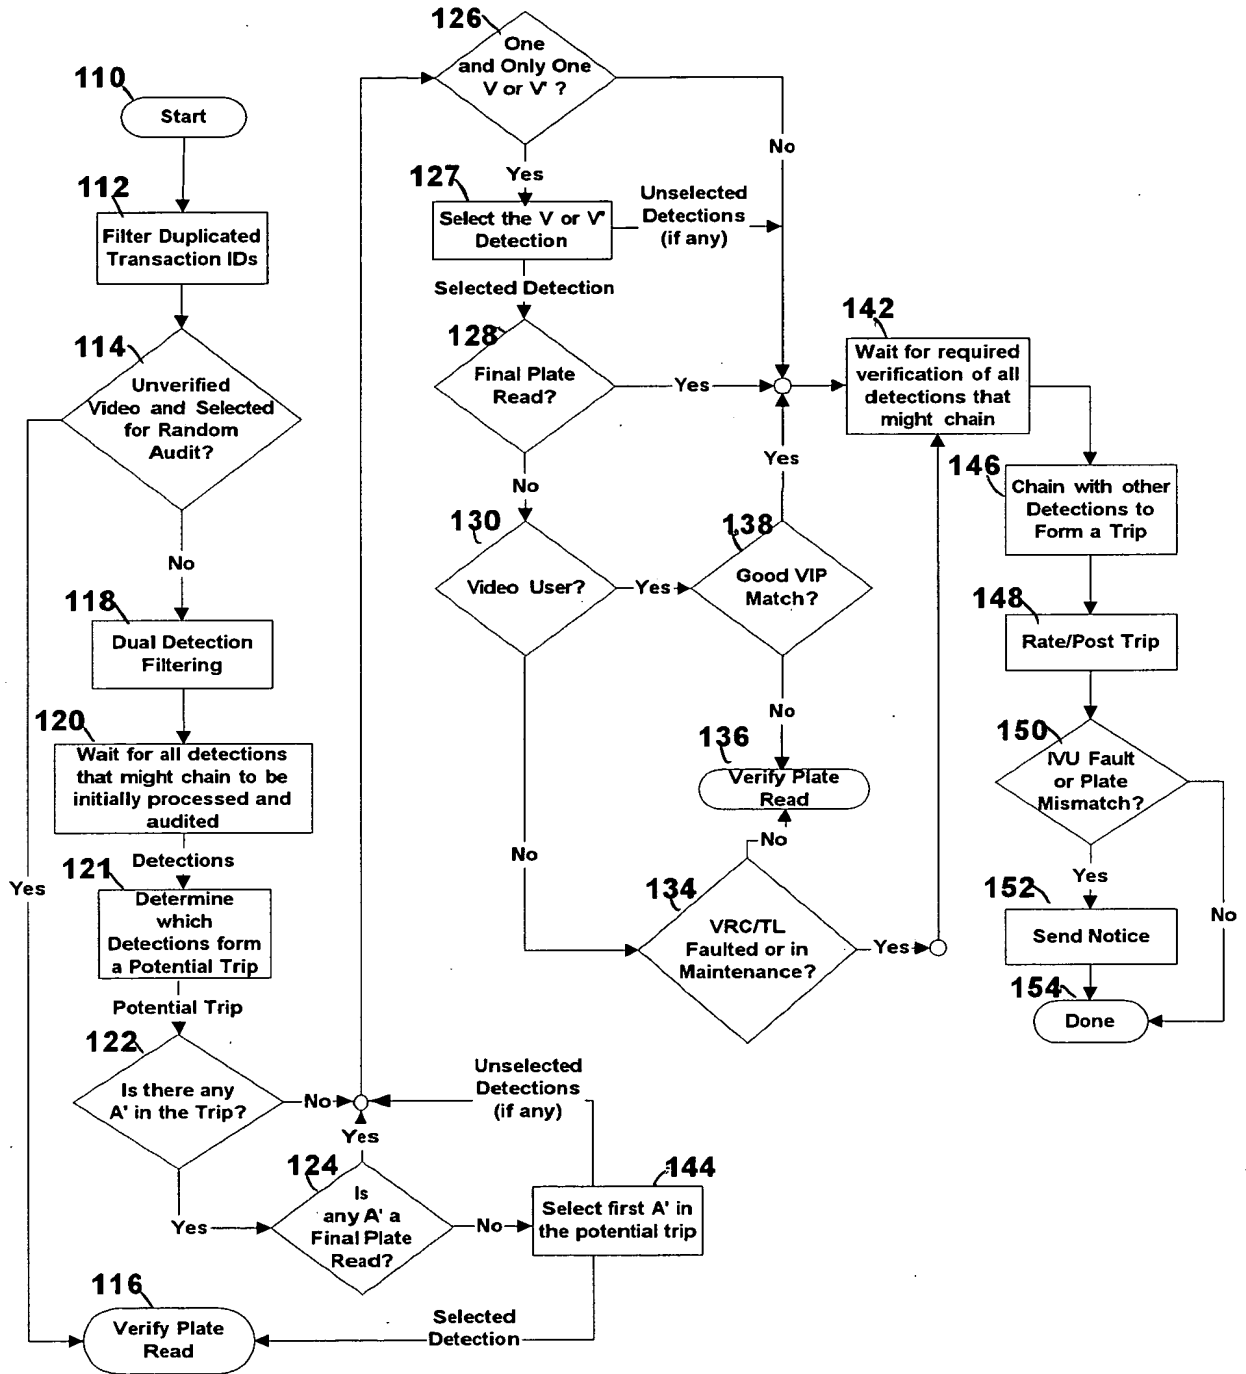 110
Start
112
Filter Duplicated
Transaction IDs
114
Unverified
Video and Selected
for Random
Audit?
No
Yes
118
Dual Detection
Filtering
120
Wait for all detections
that might chain to be
initially processed and
audited
Detections
121
Determine
which
Detections form
a Potential Trip
Potential Trip
122
Is there any
A' in the Trip?
No
Yes
124
Is
any A' a
Final Plate
Read?
Yes
No
144
Select first A' in
the potential trip
Unselected
Detections
(if any)
Selected
Detection
116
Verify Plate
Read
126
One
and Only One
V or V' ?
No
Yes
127
Select the V or V'
Detection
Unselected
Detections
(if any)
Selected Detection
128
Final Plate
Read?
Yes
No
130
Video User?
Yes
No
138
Good VIP
Match?
Yes
No
136
Verify Plate
Read
134
VRC/TL
Faulted or in
Maintenance?
No
Yes
142
Wait for required
verification of all
detections that
might chain
146
Chain with other
Detections to
Form a Trip
148
Rate/Post Trip
150
IVU Fault
or Plate
Mismatch?
Yes
No
152
Send Notice
154
Done